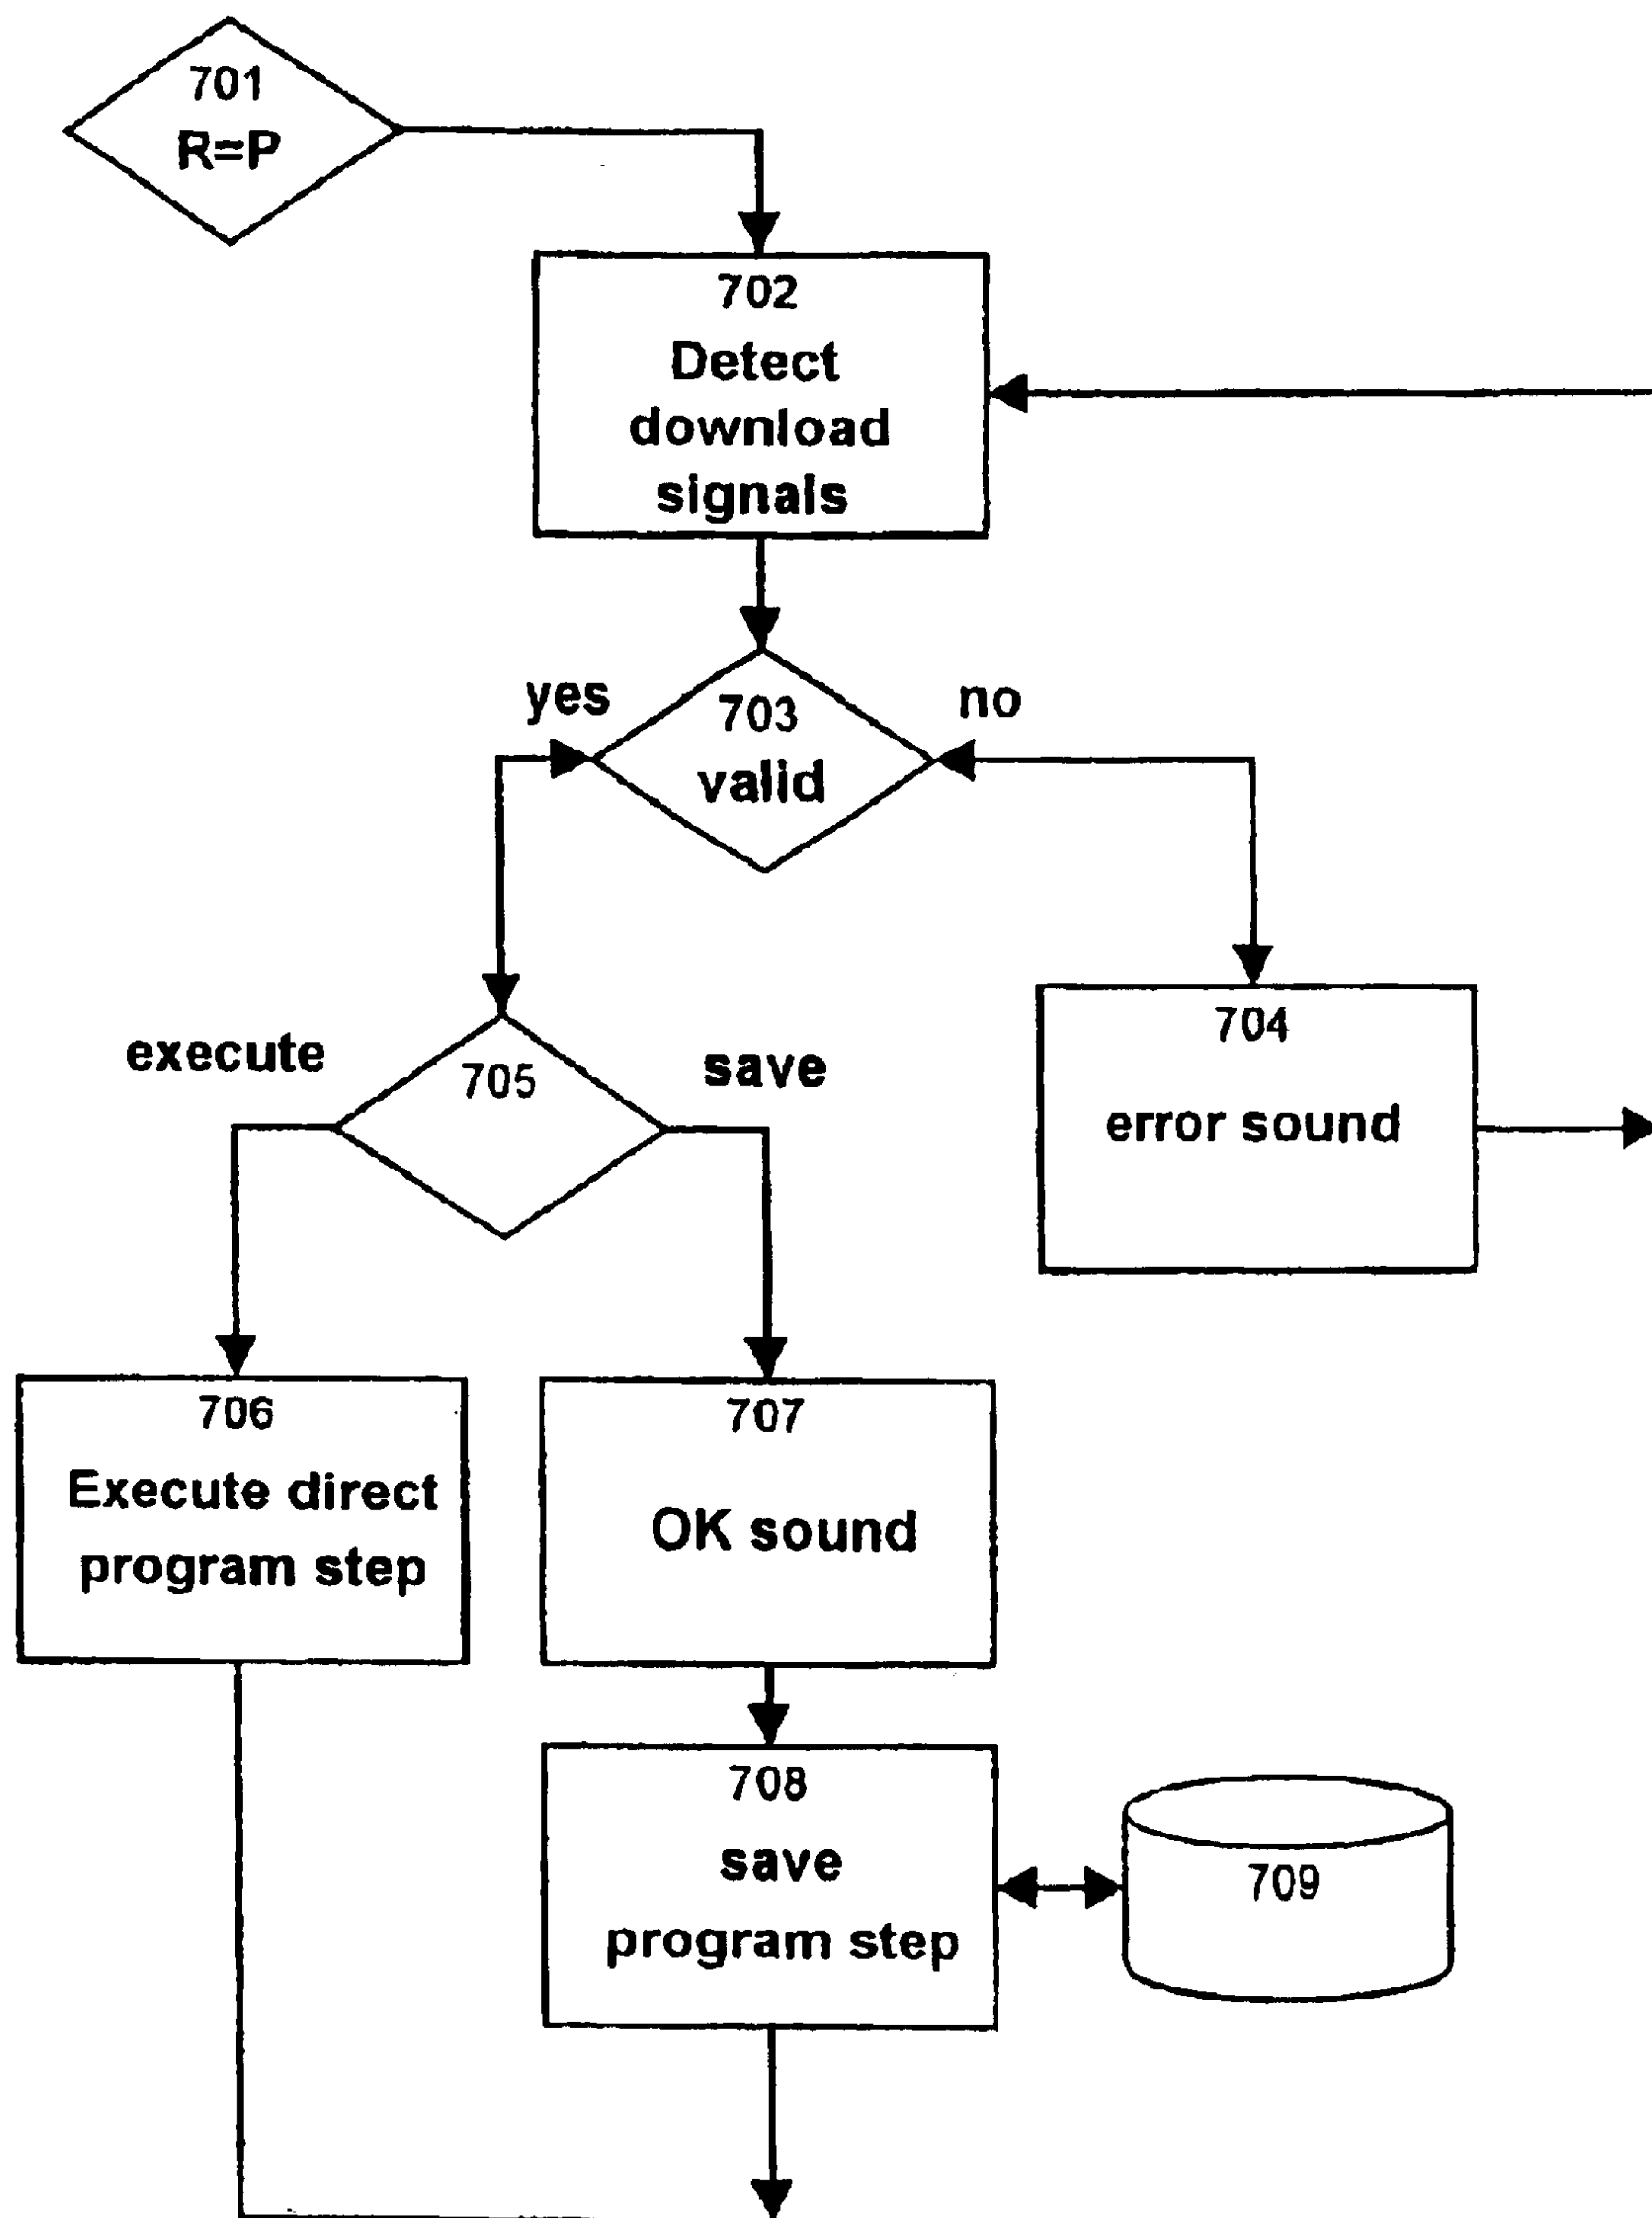 701
R=P
702
Detect
download
signals
yes
703
valid
no
704
error sound
execute
705
save
706
Execute direct
program step
707
OK sound
708
save
program step
709